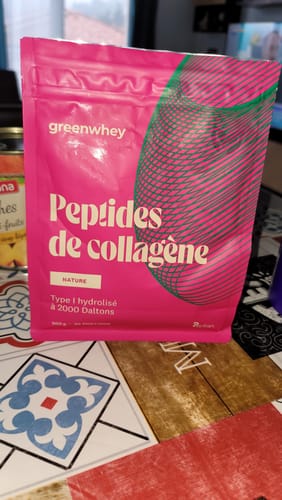 greenwhey
Peptides
de collagène
NATURE
Type I hydrolisé
à 2000 Daltons